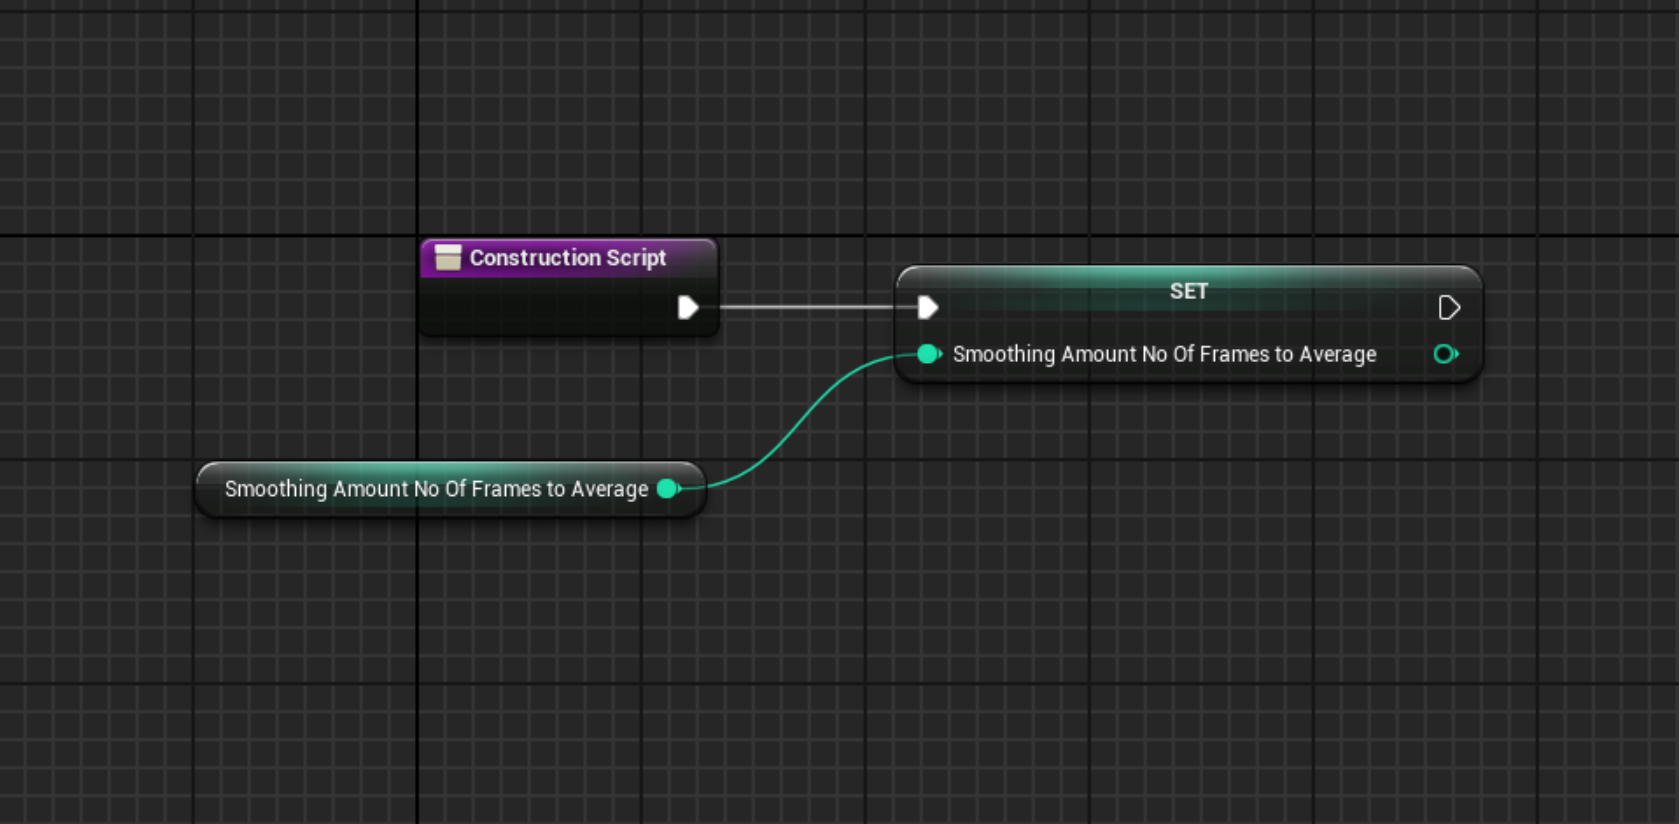 Construction Script
SET
Smoothing Amount No Of Frames to Average
Smoothing Amount No Of Frames to Average